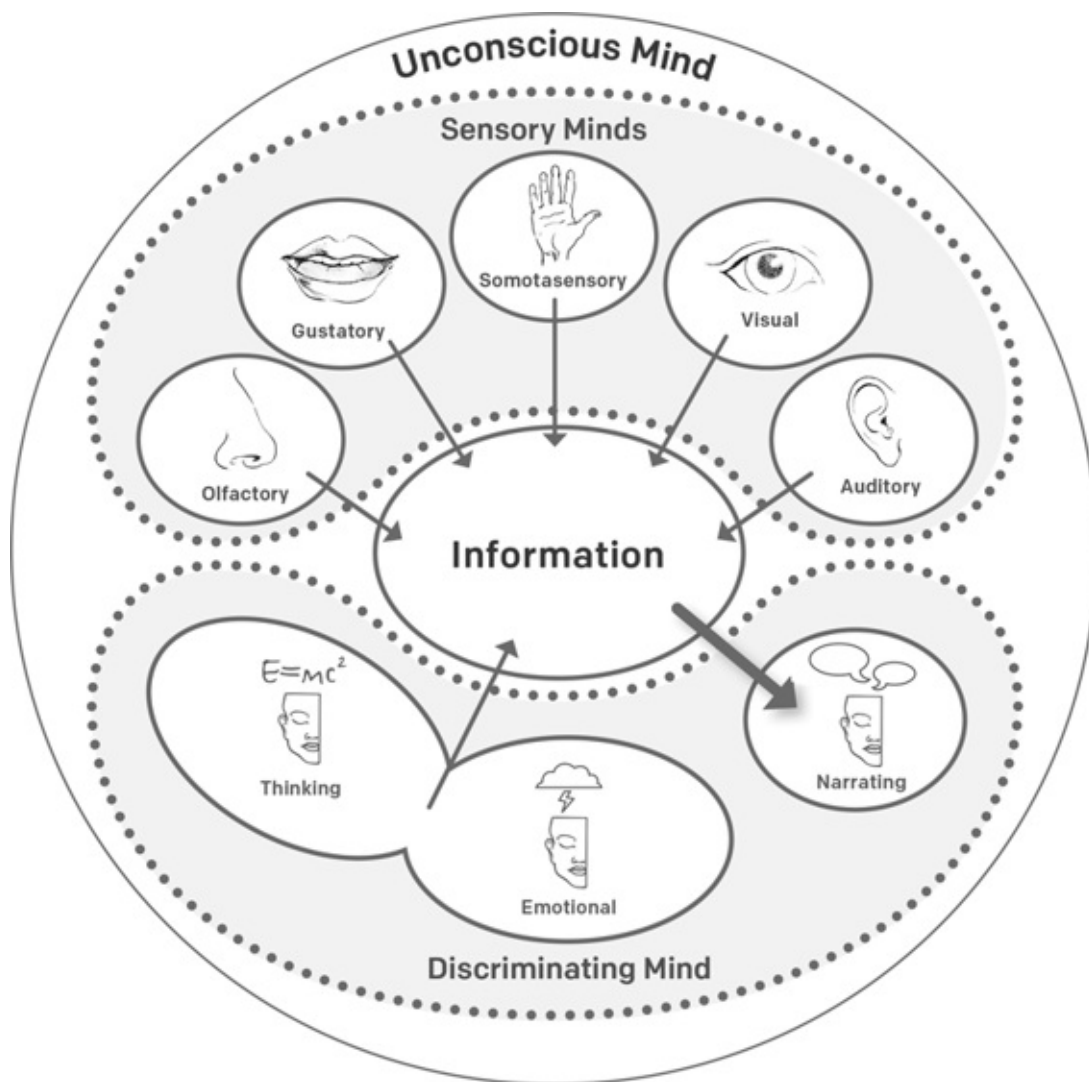 Unconscious Mind
Sensory Minds
Somotasensory
Gustatory
Visual
Olfactory
Auditory
Information
E=mc²
Thinking
Narrating
Emotional
Discriminating Mind